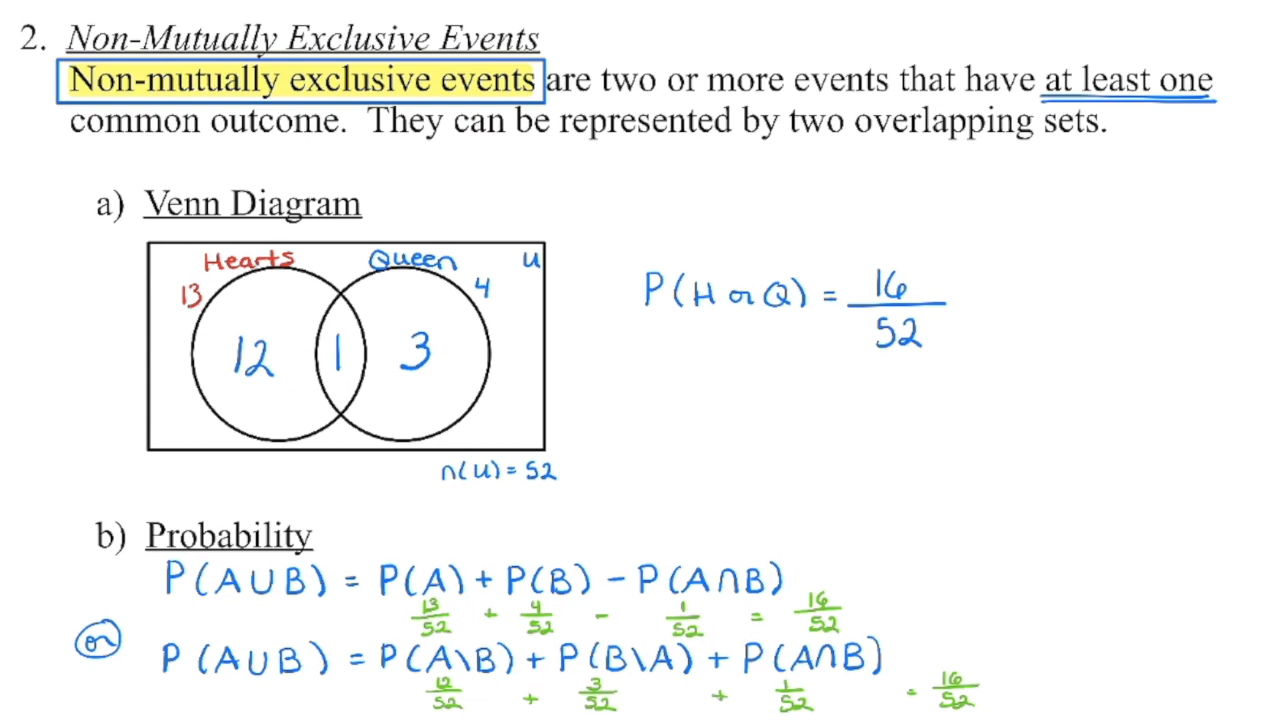 2. Non-Mutually Exclusive Events
Non-mutually exclusive events are two or more events that have at least one
common outcome. They can be represented by two overlapping sets.
a) Venn Diagram
Hearts Queen U
13 4
12 1 3
n(U) = 52
P(H or Q) = 16/52
b) Probability
P(A∪B) = P(A) + P(B) - P(A∩B)
13/52 + 4/52 - 1/52 = 16/52
or
P(A∪B) = P(A\B) + P(B\A) + P(A∩B)
12/52 + 3/52 + 1/52 = 16/52